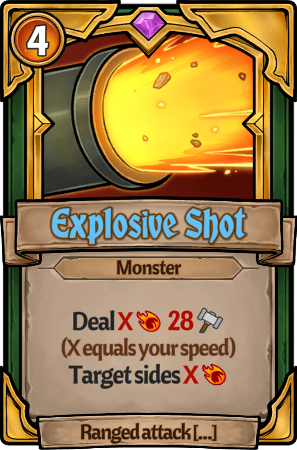 4
Explosive Shot
Monster
Deal X 28
(X equals your speed)
Target sides X
Ranged attack [...]